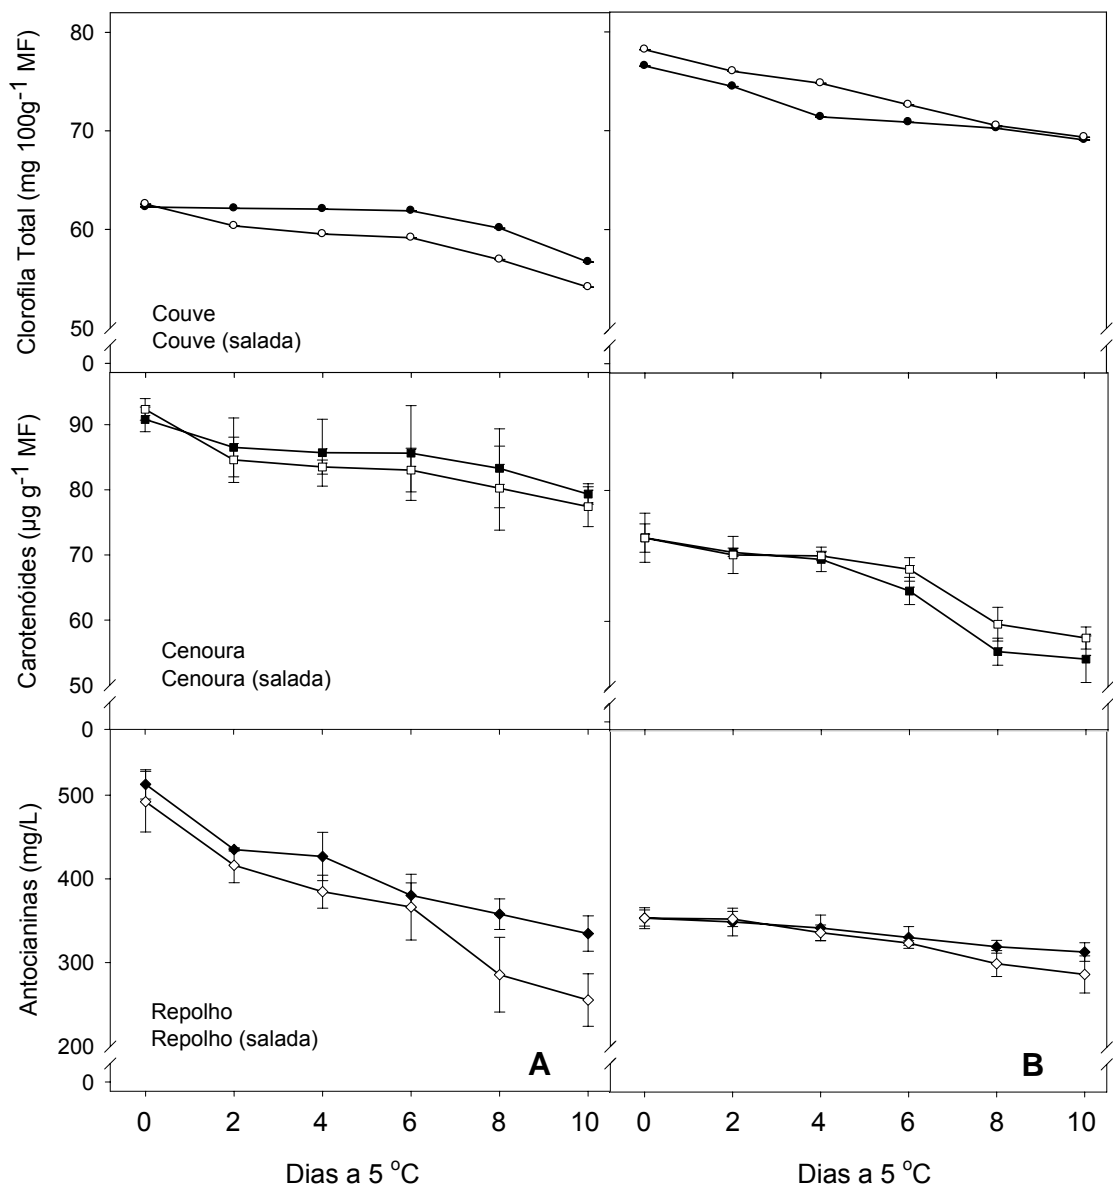 Clorofila Total (mg 100g⁻¹ MF)
80
70
60
50
0
Couve
Couve (salada)
Carotenóides (µg g⁻¹ MF)
90
80
70
60
50
0
Cenoura
Cenoura (salada)
Antocianinas (mg/L)
500
400
300
200
0
Repolho
Repolho (salada)
A
B
0 2 4 6 8 10
0 2 4 6 8 10
Dias a 5 °C
Dias a 5 °C